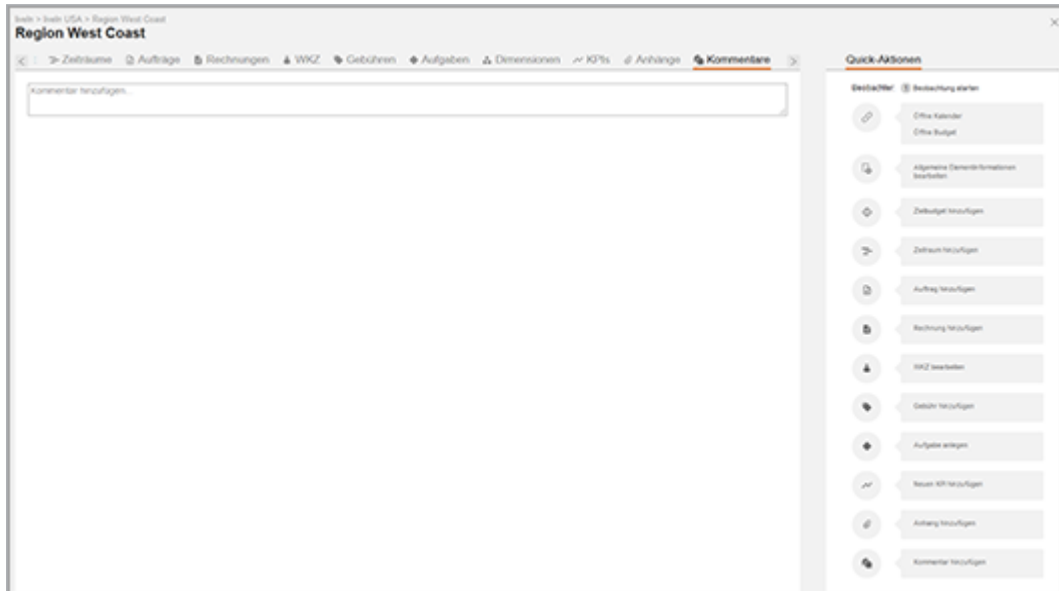 Region West Coast
Zeiträume Aufträge Rechnungen WKZ Gebühren Aufgaben Dimensionen KPIs Anhänge Kommentare
Kommentar hinzufügen...
Quick-Aktionen
Beobachter: Beobachtung starten
Öffne Kalender
Öffne Budget
Allgemeine Elementinformationen
bearbeiten
Zielbudget hinzufügen
Zeitraum hinzufügen
Auftrag hinzufügen
Rechnung hinzufügen
WKZ bearbeiten
Gebühr hinzufügen
Aufgabe anlegen
Neuen KPI hinzufügen
Anhang hinzufügen
Kommentar hinzufügen